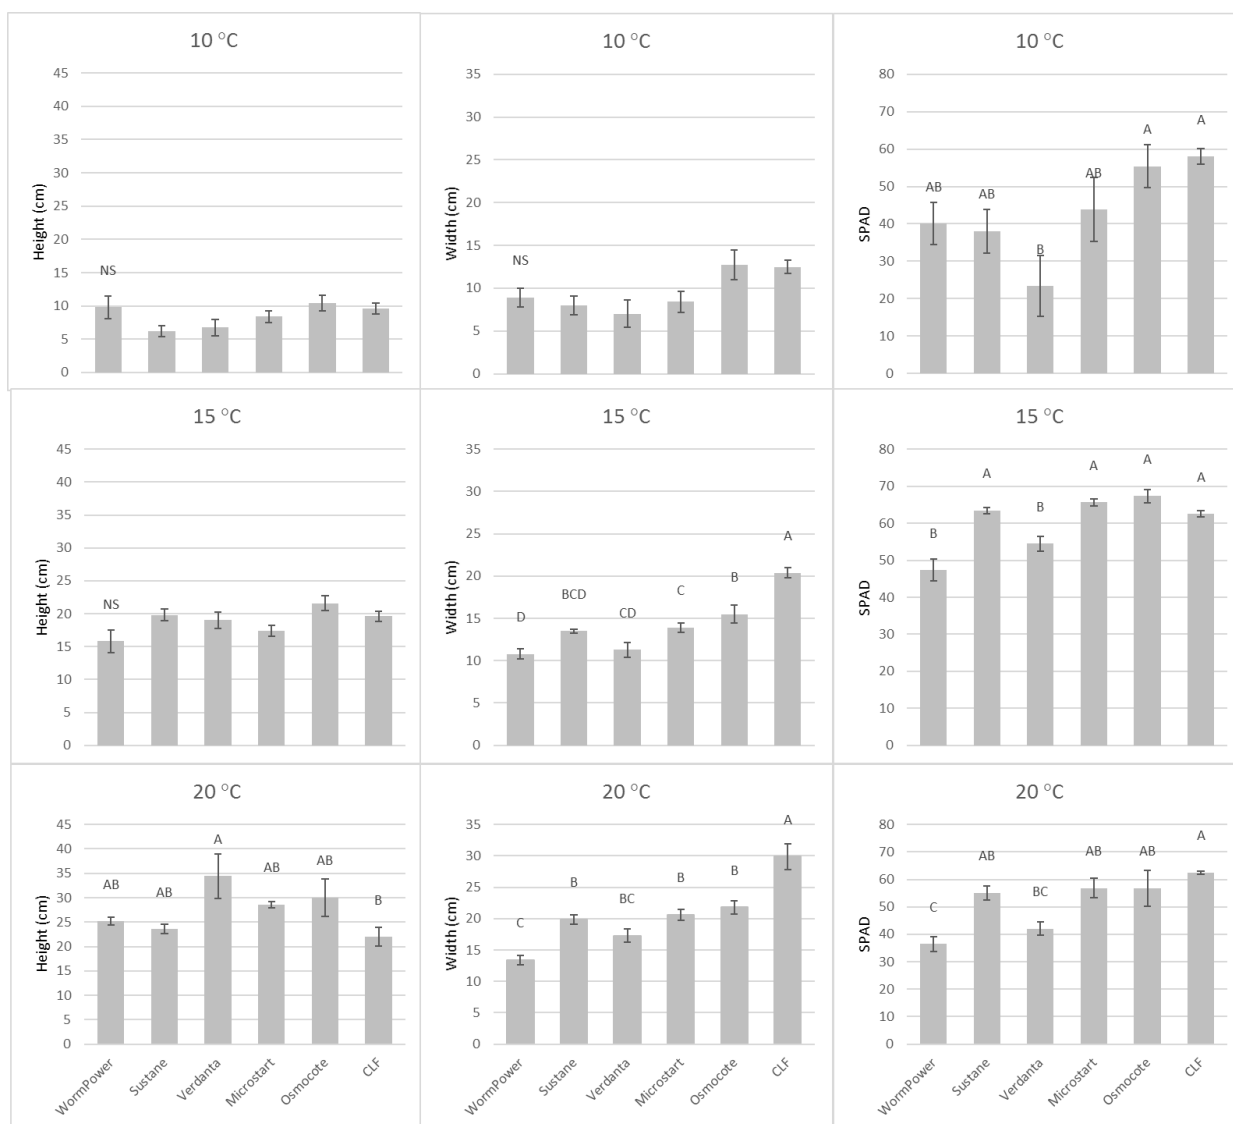 10 °C
Height (cm)
45
40
35
30
25
20
15
10
5
0
NS
10 °C
Width (cm)
35
30
25
20
15
10
5
0
NS
10 °C
SPAD
80
70
60
50
40
30
20
10
0
AB
AB
B
AB
A
A
15 °C
Height (cm)
45
40
35
30
25
20
15
10
5
0
NS
15 °C
Width (cm)
35
30
25
20
15
10
5
0
D
BCD
CD
C
B
A
15 °C
SPAD
80
70
60
50
40
30
20
10
0
B
A
B
A
A
A
20 °C
Height (cm)
45
40
35
30
25
20
15
10
5
0
AB
AB
A
AB
AB
B
WormPower
Sustane
Verdanta
Microstart
Osmocote
CLF
20 °C
Width (cm)
35
30
25
20
15
10
5
0
C
B
BC
B
B
A
WormPower
Sustane
Verdanta
Microstart
Osmocote
CLF
20 °C
SPAD
80
70
60
50
40
30
20
10
0
C
AB
BC
AB
AB
A
WormPower
Sustane
Verdanta
Microstart
Osmocote
CLF